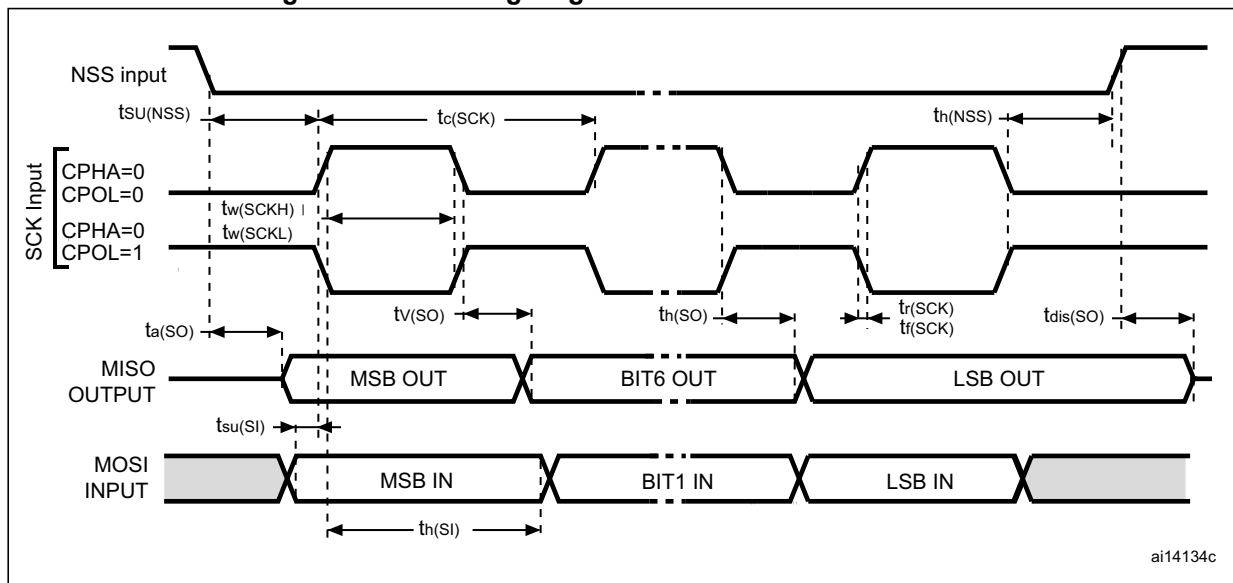 NSS input
tSU(NSS)
tc(SCK)
th(NSS)
SCK Input
CPHA=0
CPOL=0
tw(SCKH)
CPHA=0
tw(SCKL)
CPOL=1
tV(SO)
th(SO)
tr(SCK)
tf(SCK)
tdis(SO)
ta(SO)
MISO
OUTPUT
MSB OUT
BIT6 OUT
LSB OUT
tsu(SI)
MOSI
INPUT
MSB IN
BIT1 IN
LSB IN
th(SI)
ai14134c